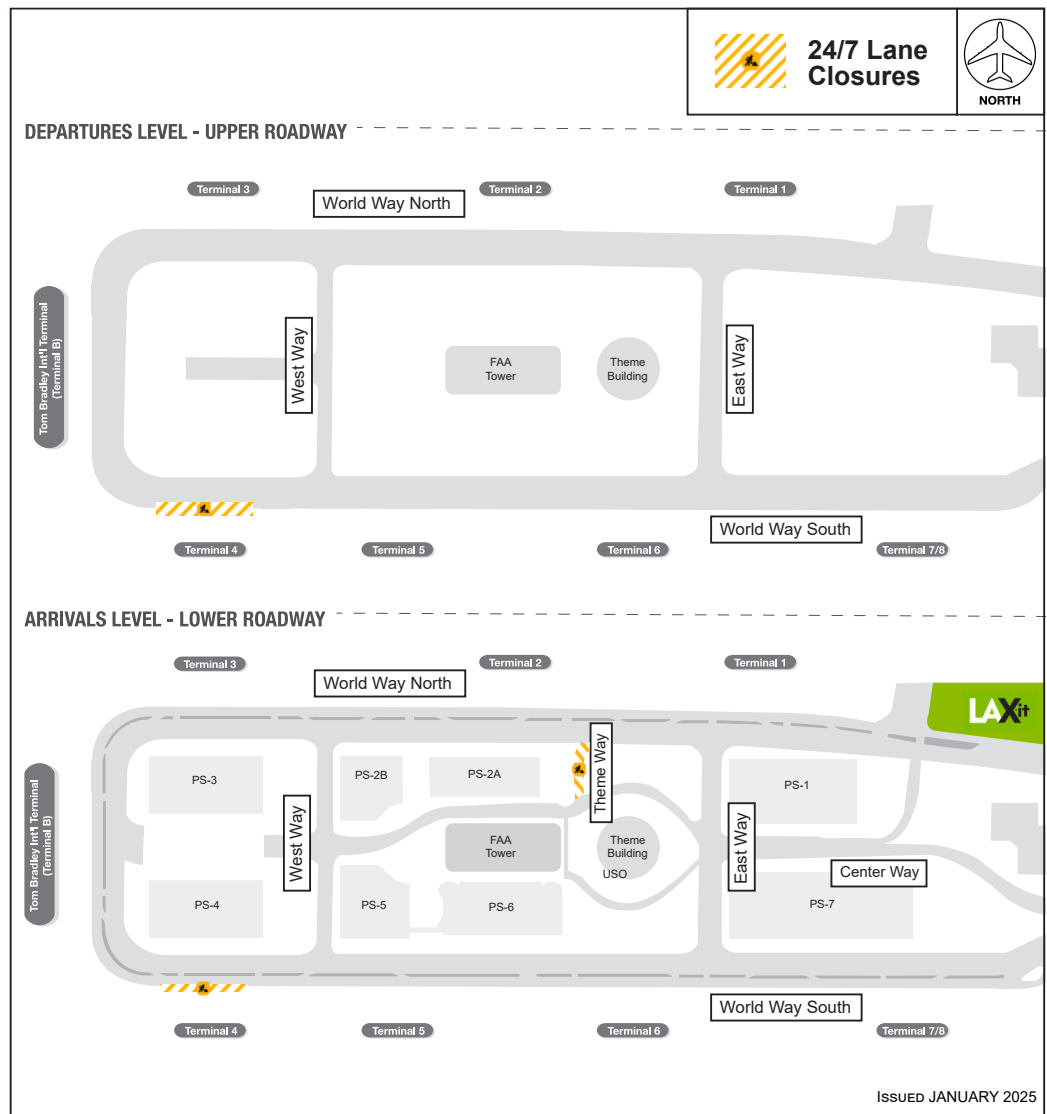 24/7 Lane
Closures
NORTH
DEPARTURES LEVEL - UPPER ROADWAY
Terminal 3
Terminal 2
Terminal 1
World Way North
Tom Bradley Int'l Terminal
(Terminal B)
West Way
FAA
Tower
Theme
Building
East Way
World Way South
Terminal 4
Terminal 5
Terminal 6
Terminal 7/8
ARRIVALS LEVEL - LOWER ROADWAY
Terminal 3
Terminal 2
Terminal 1
World Way North
LAXit
Theme Way
PS-3
PS-2B
PS-2A
PS-1
Tom Bradley Int'l Terminal
(Terminal B)
West Way
FAA
Tower
Theme
Building
USO
East Way
Center Way
PS-4
PS-5
PS-6
PS-7
World Way South
Terminal 4
Terminal 5
Terminal 6
Terminal 7/8
ISSUED JANUARY 2025